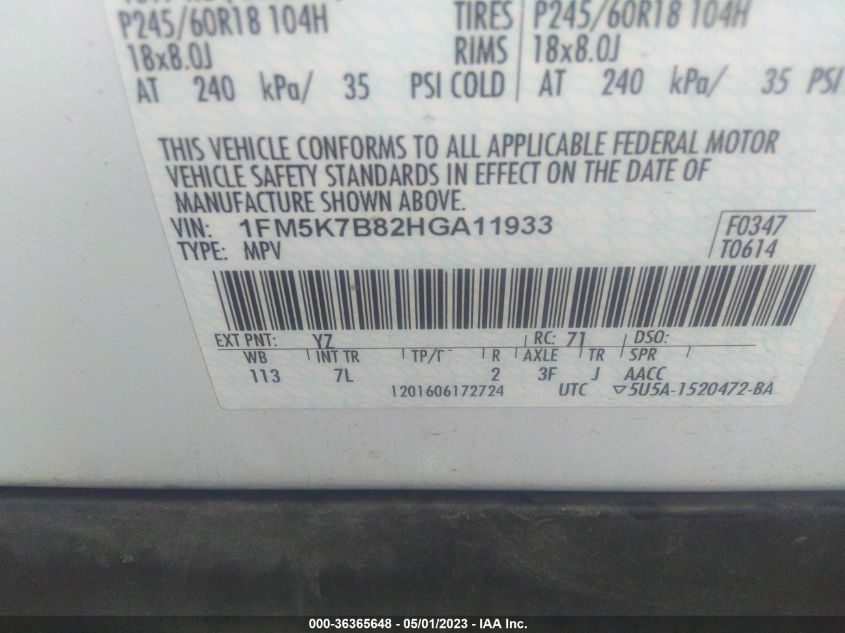 P245/60R18 104H TIRES P245/60R18 104H
18x8.0J RIMS 18x8.0J
AT 240 kPa/ 35 PSI COLD AT 240 kPa/ 35 PSI
THIS VEHICLE CONFORMS TO ALL APPLICABLE FEDERAL MOTOR
VEHICLE SAFETY STANDARDS IN EFFECT ON THE DATE OF
MANUFACTURE SHOWN ABOVE.
VIN: 1FM5K7B82HGA11933 F0347
TYPE: MPV T0614
EXT PNT: YZ RC: 71 DSO:
WB INT TR TP/ R AXLE TR SPR
113 7L 2 3F J AACC
1201606172724 UTC ▽5U5A-1520472-BA
000-36365648 - 05/01/2023 - IAA Inc.